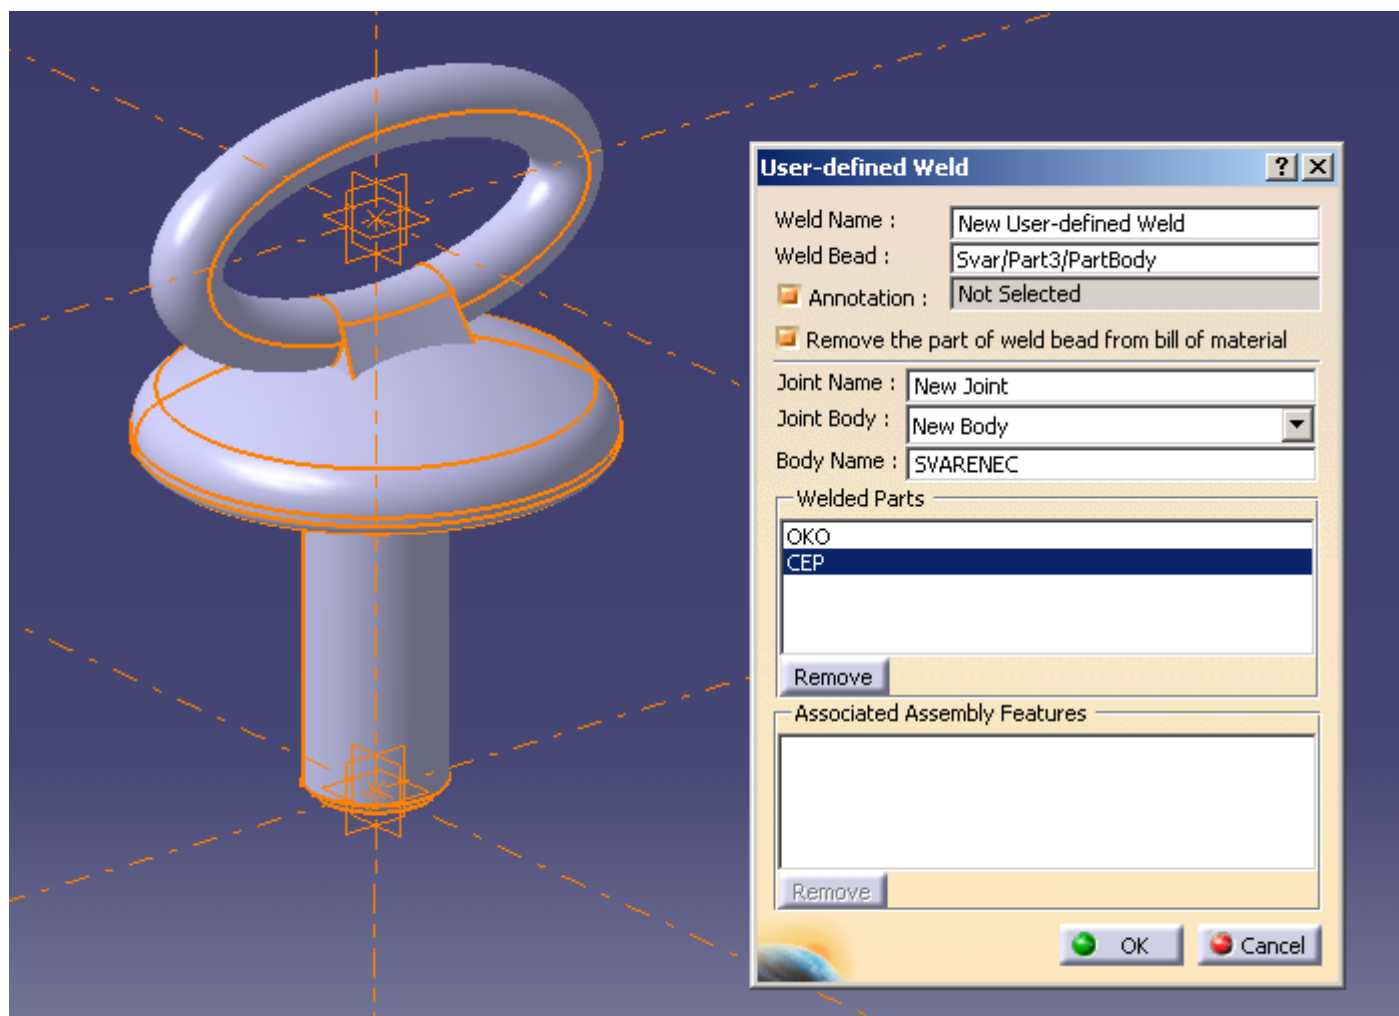 User-defined Weld
Weld Name : New User-defined Weld
Weld Bead : Svar/Part3/PartBody
Annotation : Not Selected
Remove the part of weld bead from bill of material
Joint Name : New Joint
Joint Body : New Body
Body Name : SVARENEC
Welded Parts
OKO
CEP
Remove
Associated Assembly Features
Remove
OK Cancel